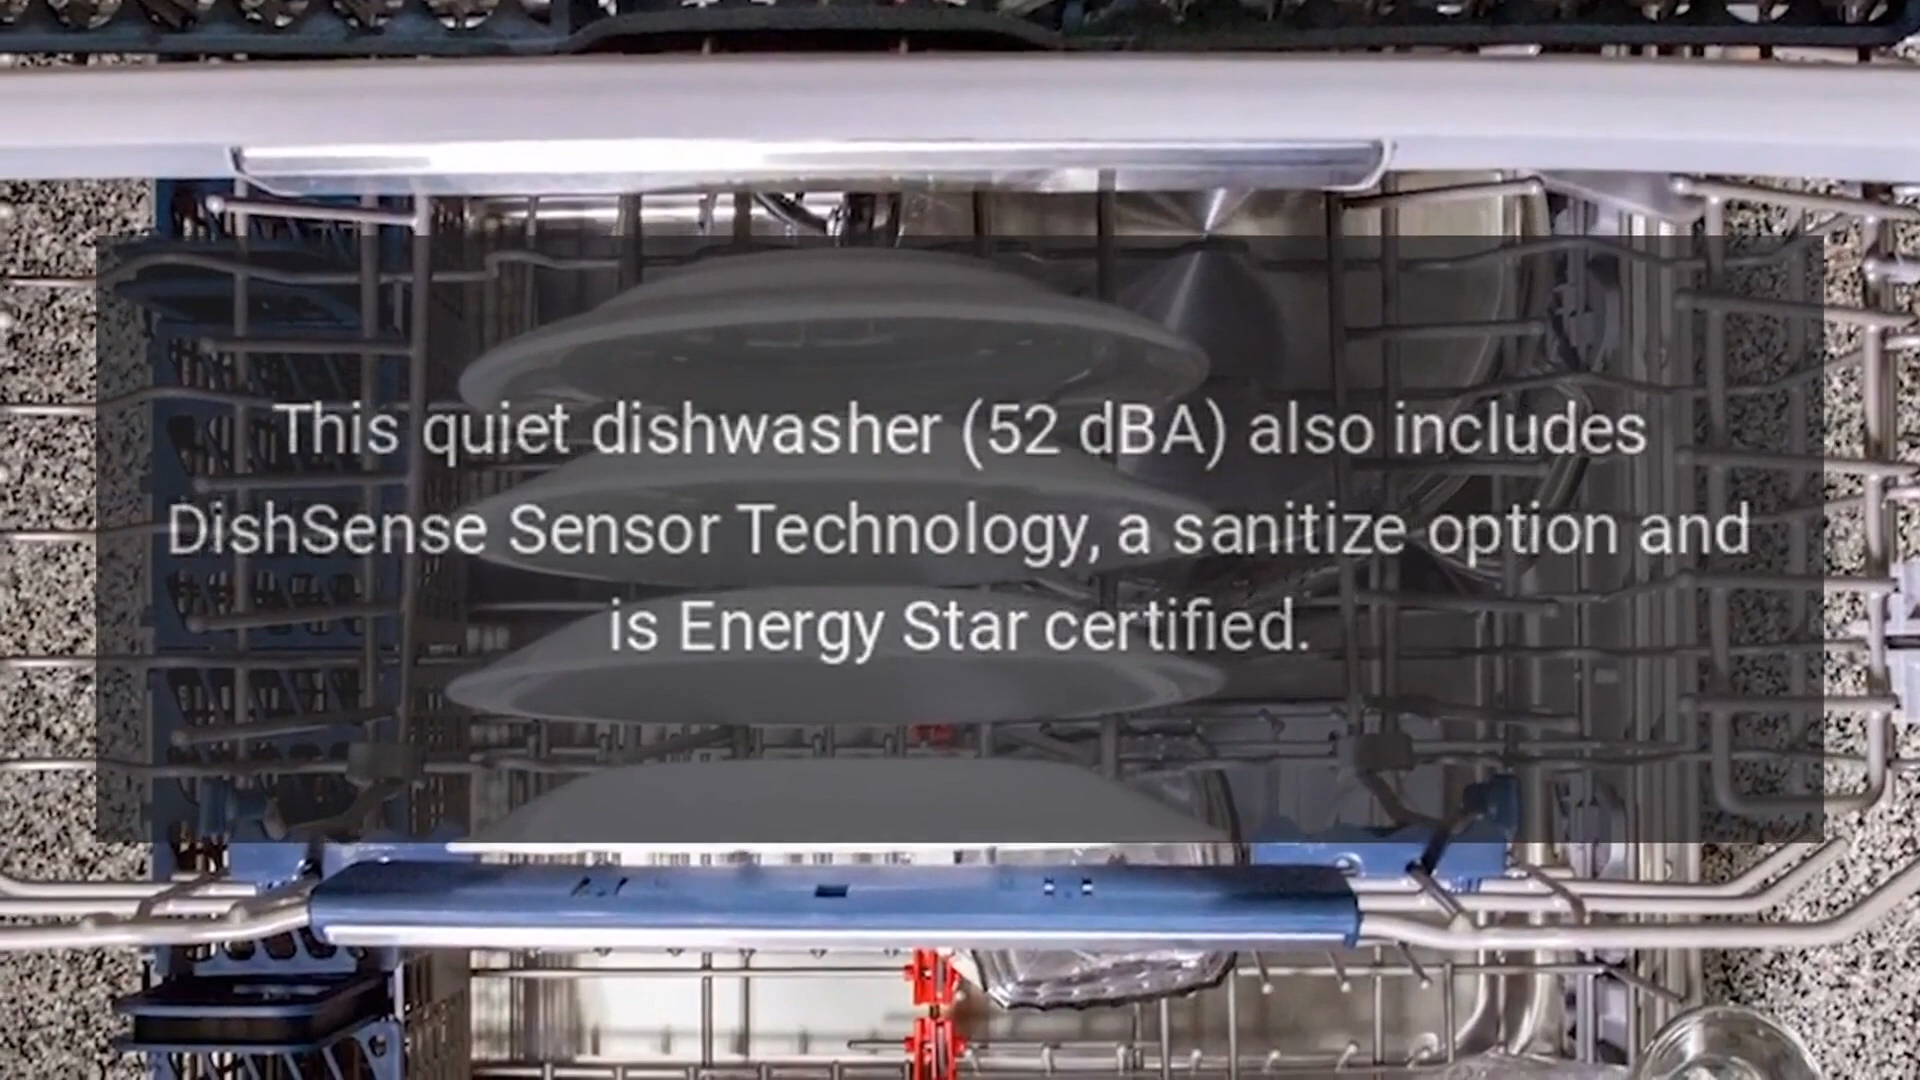 This quiet dishwasher (52 dBA) also includes
DishSense Sensor Technology, a sanitize option and
is Energy Star certified.